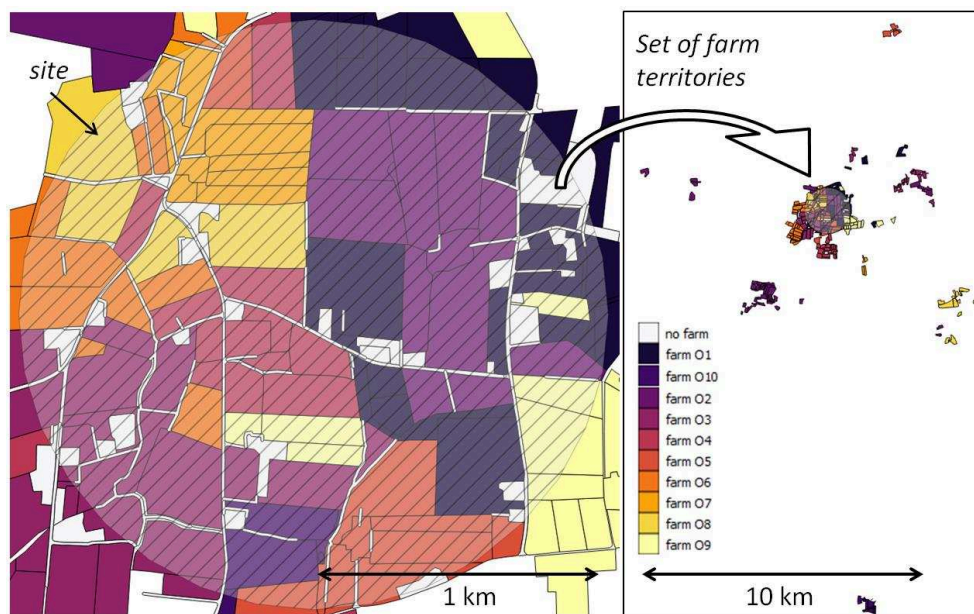 site
1 km
Set of farm
territories
no farm
farm O1
farm O10
farm O2
farm O3
farm O4
farm O5
farm O6
farm O7
farm O8
farm O9
10 km